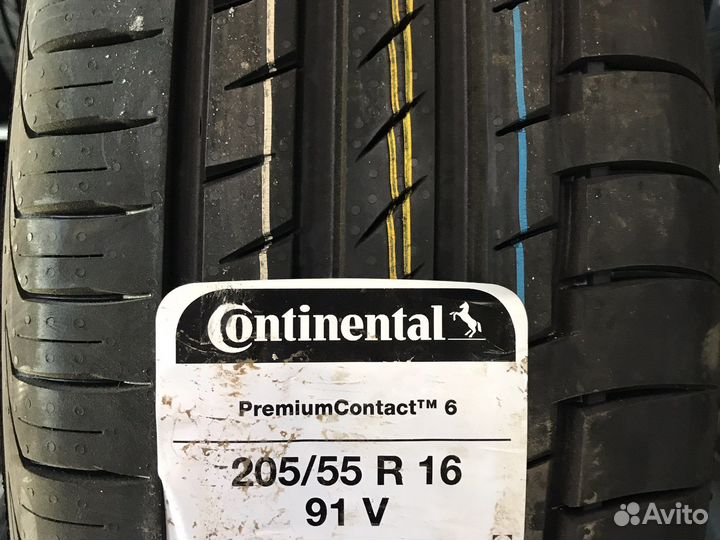 Continental
PremiumContact™ 6
205/55 R 16
91 V
Avito